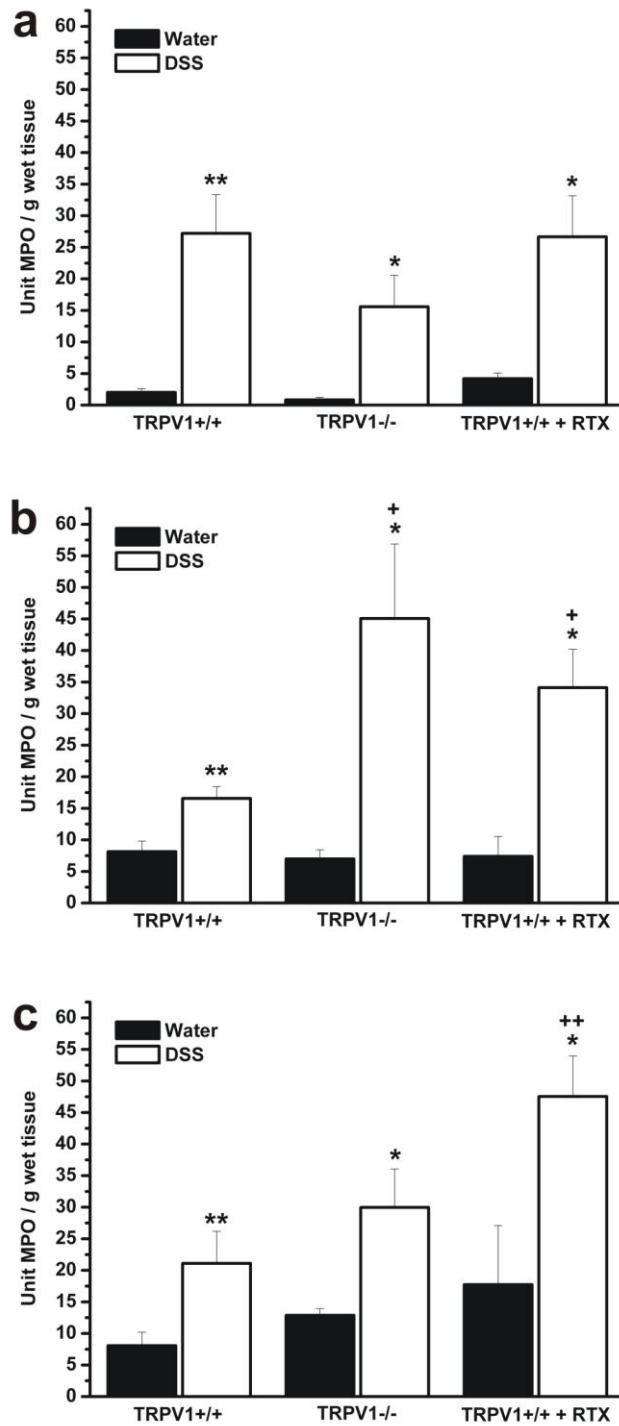 a
Water
DSS
Unit MPO / g wet tissue
60
55
50
45
40
35
30
25
20
15
10
5
0
**
*
*
TRPV1+/+
TRPV1-/-
TRPV1+/+ + RTX
b
Water
DSS
Unit MPO / g wet tissue
60
55
50
45
40
35
30
25
20
15
10
5
0
**
+
*
+
*
TRPV1+/+
TRPV1-/-
TRPV1+/+ + RTX
c
Water
DSS
Unit MPO / g wet tissue
60
55
50
45
40
35
30
25
20
15
10
5
0
**
*
++
*
TRPV1+/+
TRPV1-/-
TRPV1+/+ + RTX